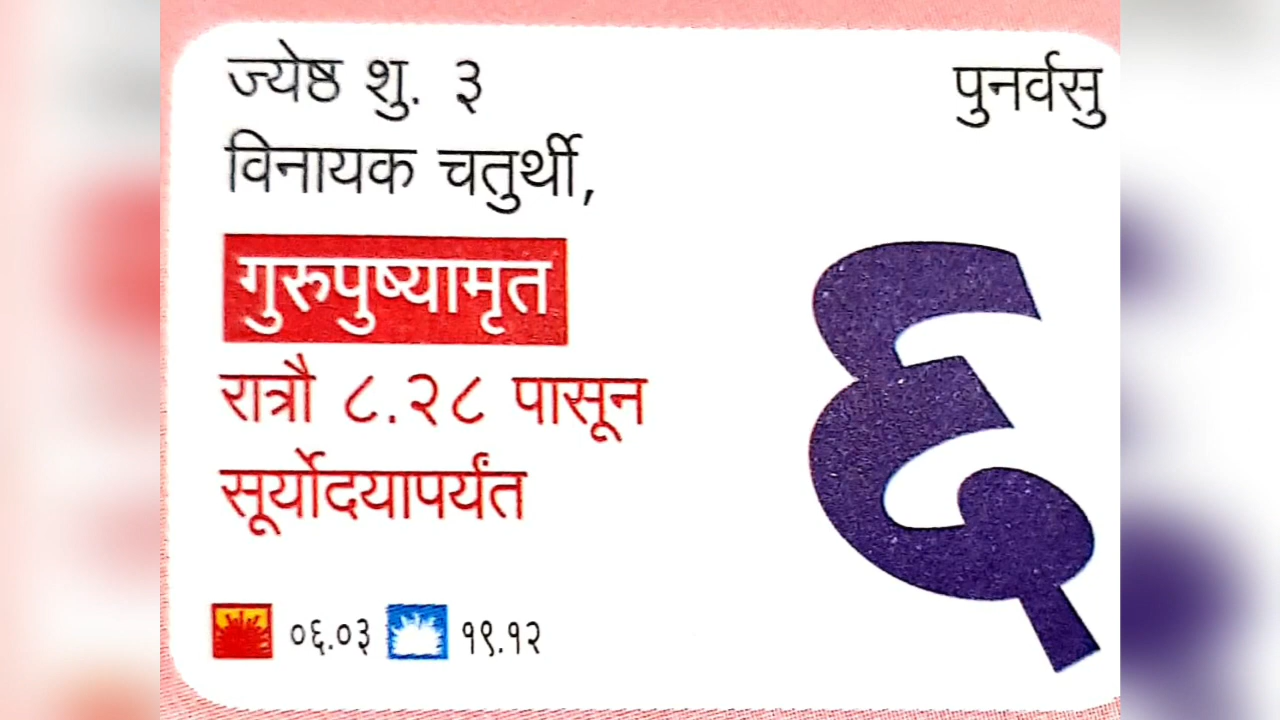 ज्येष्ठ शु. ३
पुनर्वसु
विनायक चतुर्थी,
गुरुपुष्यामृत
रात्रौ ८.२८ पासून
सूर्योदयापर्यंत
६
०६.०३ १९.१२